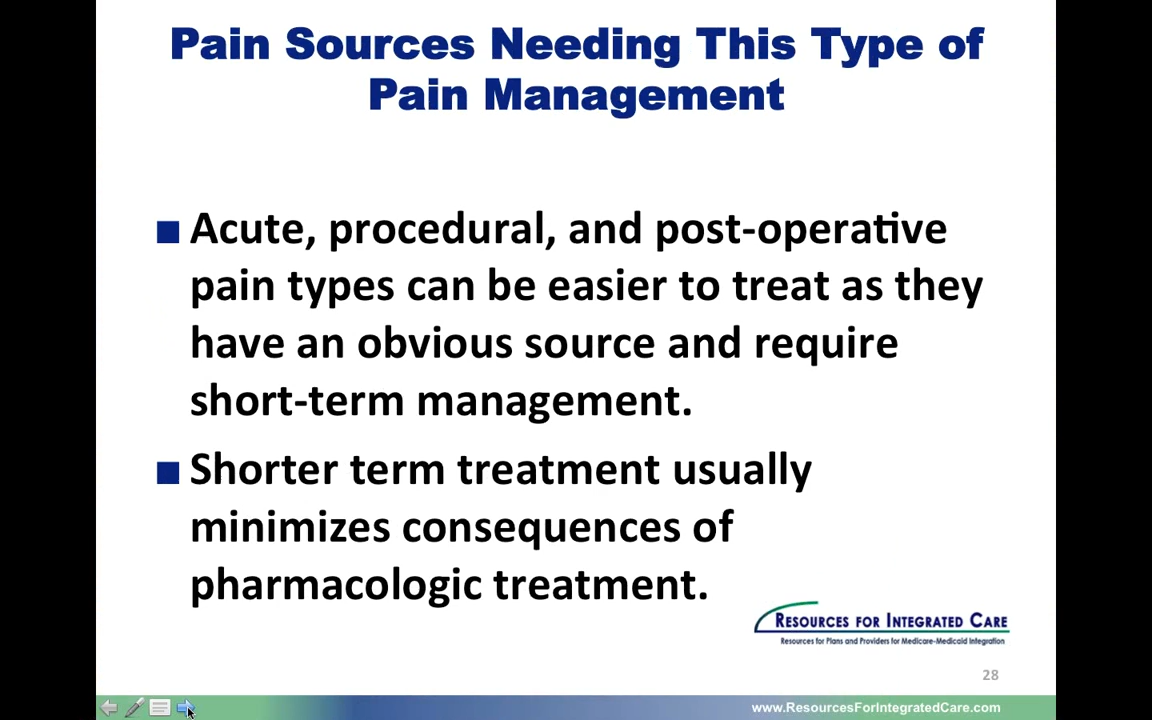 Pain Sources Needing This Type of
Pain Management
■ Acute, procedural, and post-operative
pain types can be easier to treat as they
have an obvious source and require
short-term management.
■ Shorter term treatment usually
minimizes consequences of
pharmacologic treatment.
RESOURCES FOR INTEGRATED CARE
Resources for Plans and Providers for Medicare-Medicaid Integration
28
www.ResourcesForIntegratedCare.com